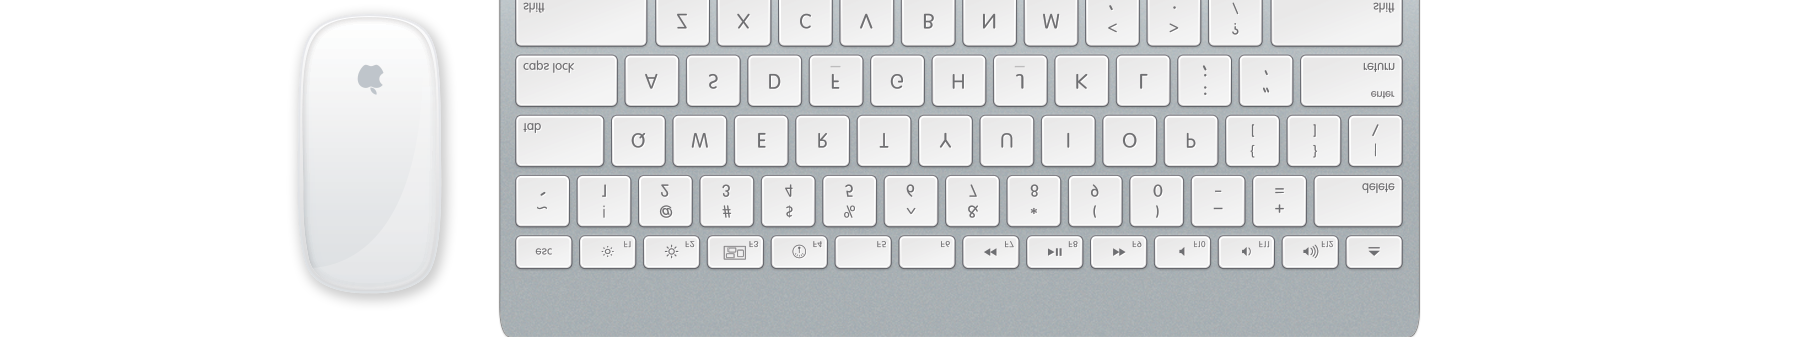 shift Z X C V B N M , < . > / ? shift
caps lock A S D F G H J K L ; : ' " return enter
tab Q W E R T Y U I O P [ { ] } \ |
` ~ 1 ! 2 @ 3 # 4 $ 5 % 6 ^ 7 & 8 * 9 ( 0 ) - _ = + delete
esc F1 F2 F3 F4 F5 F6 F7 F8 F9 F10 F11 F12